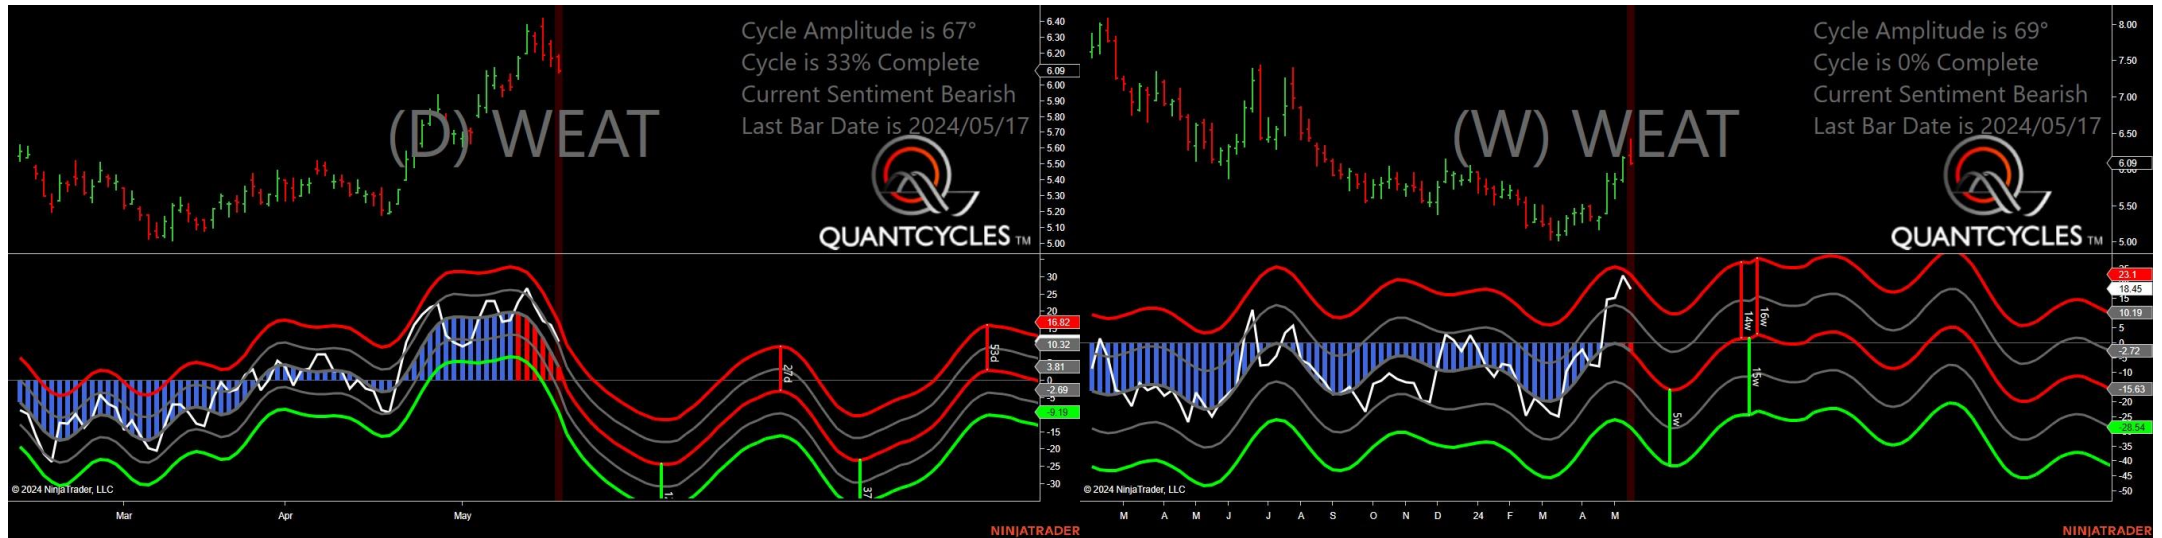 Cycle Amplitude is 67°
Cycle is 33% Complete
Current Sentiment Bearish
Last Bar Date is 2024/05/17
(D) WEAT
QUANTCYCLES TM
6.40
6.30
6.20
6.09
6.00
5.90
5.80
5.70
5.60
5.50
5.40
5.30
5.20
5.10
5.00
30
25
20
16.82
10.32
3.81
0
-2.69
-5
-9.19
-15
-20
-25
-30
27d
53d
37
© 2024 NinjaTrader, LLC
Mar Apr May
NINJATRADER
Cycle Amplitude is 69°
Cycle is 0% Complete
Current Sentiment Bearish
Last Bar Date is 2024/05/17
(W) WEAT
QUANTCYCLES TM
8.00
7.50
7.00
6.50
6.09
6.00
5.50
5.00
23.1
18.45
15
10.19
5
-2.72
-5
-10
-15.63
-20
-25
-28.54
-35
-40
-45
-50
5w
14w
16w
15w
© 2024 NinjaTrader, LLC
M A M J J A S O N D 24 F M A M
NINJATRADER